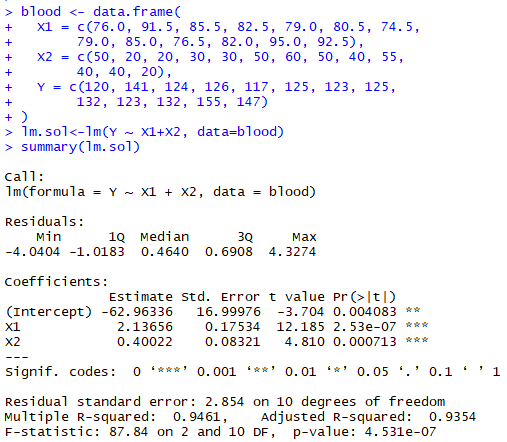 > blood <- data.frame(
+   X1 = c(76.0, 91.5, 85.5, 82.5, 79.0, 80.5, 74.5,
+        79.0, 85.0, 76.5, 82.0, 95.0, 92.5),
+   X2 = c(50, 20, 20, 30, 30, 50, 60, 50, 40, 55,
+        40, 40, 20),
+   Y = c(120, 141, 124, 126, 117, 125, 123, 125,
+        132, 123, 132, 155, 147)
+ )
> lm.sol<-lm(Y ~ X1+X2, data=blood)
> summary(lm.sol)
Call:
lm(formula = Y ~ X1 + X2, data = blood)
Residuals:
    Min      1Q  Median      3Q     Max
-4.0404 -1.0183  0.4640  0.6908  4.3274
Coefficients:
             Estimate Std. Error t value Pr(>|t|)
(Intercept) -62.96336   16.99976  -3.704 0.004083 **
X1            2.13656    0.17534  12.185 2.53e-07 ***
X2            0.40022    0.08321   4.810 0.000713 ***
---
Signif. codes:  0 ‘***’ 0.001 ‘**’ 0.01 ‘*’ 0.05 ‘.’ 0.1 ‘ ’ 1
Residual standard error: 2.854 on 10 degrees of freedom
Multiple R-squared:  0.9461,    Adjusted R-squared:  0.9354
F-statistic: 87.84 on 2 and 10 DF,  p-value: 4.531e-07